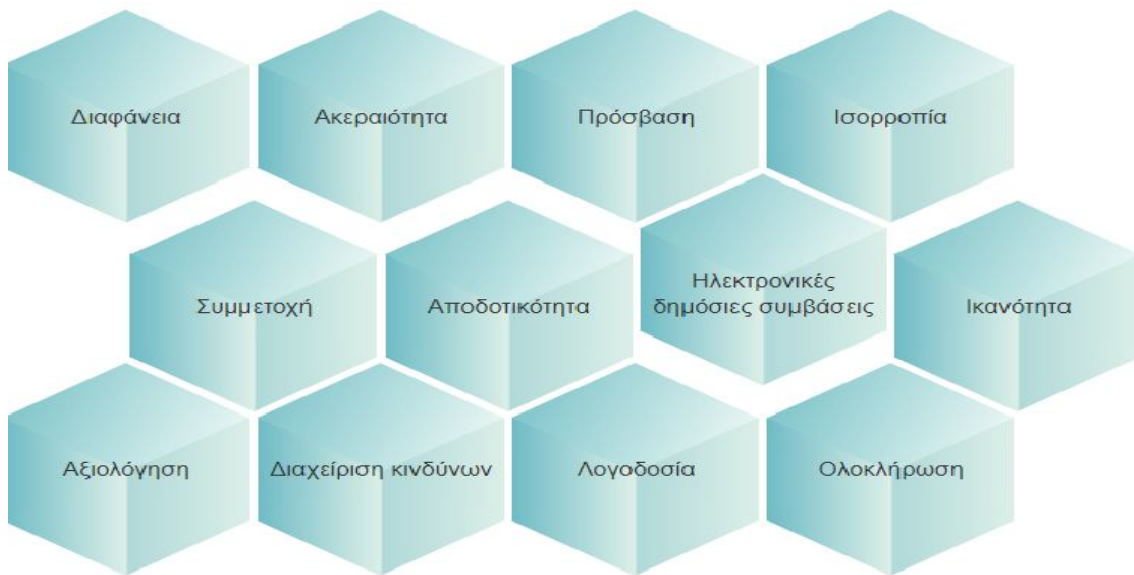 Διαφάνεια
Ακεραιότητα
Πρόσβαση
Ισορροπία
Συμμετοχή
Αποδοτικότητα
Ηλεκτρονικές
δημόσιες συμβάσεις
Ικανότητα
Αξιολόγηση
Διαχείριση κινδύνων
Λογοδοσία
Ολοκλήρωση